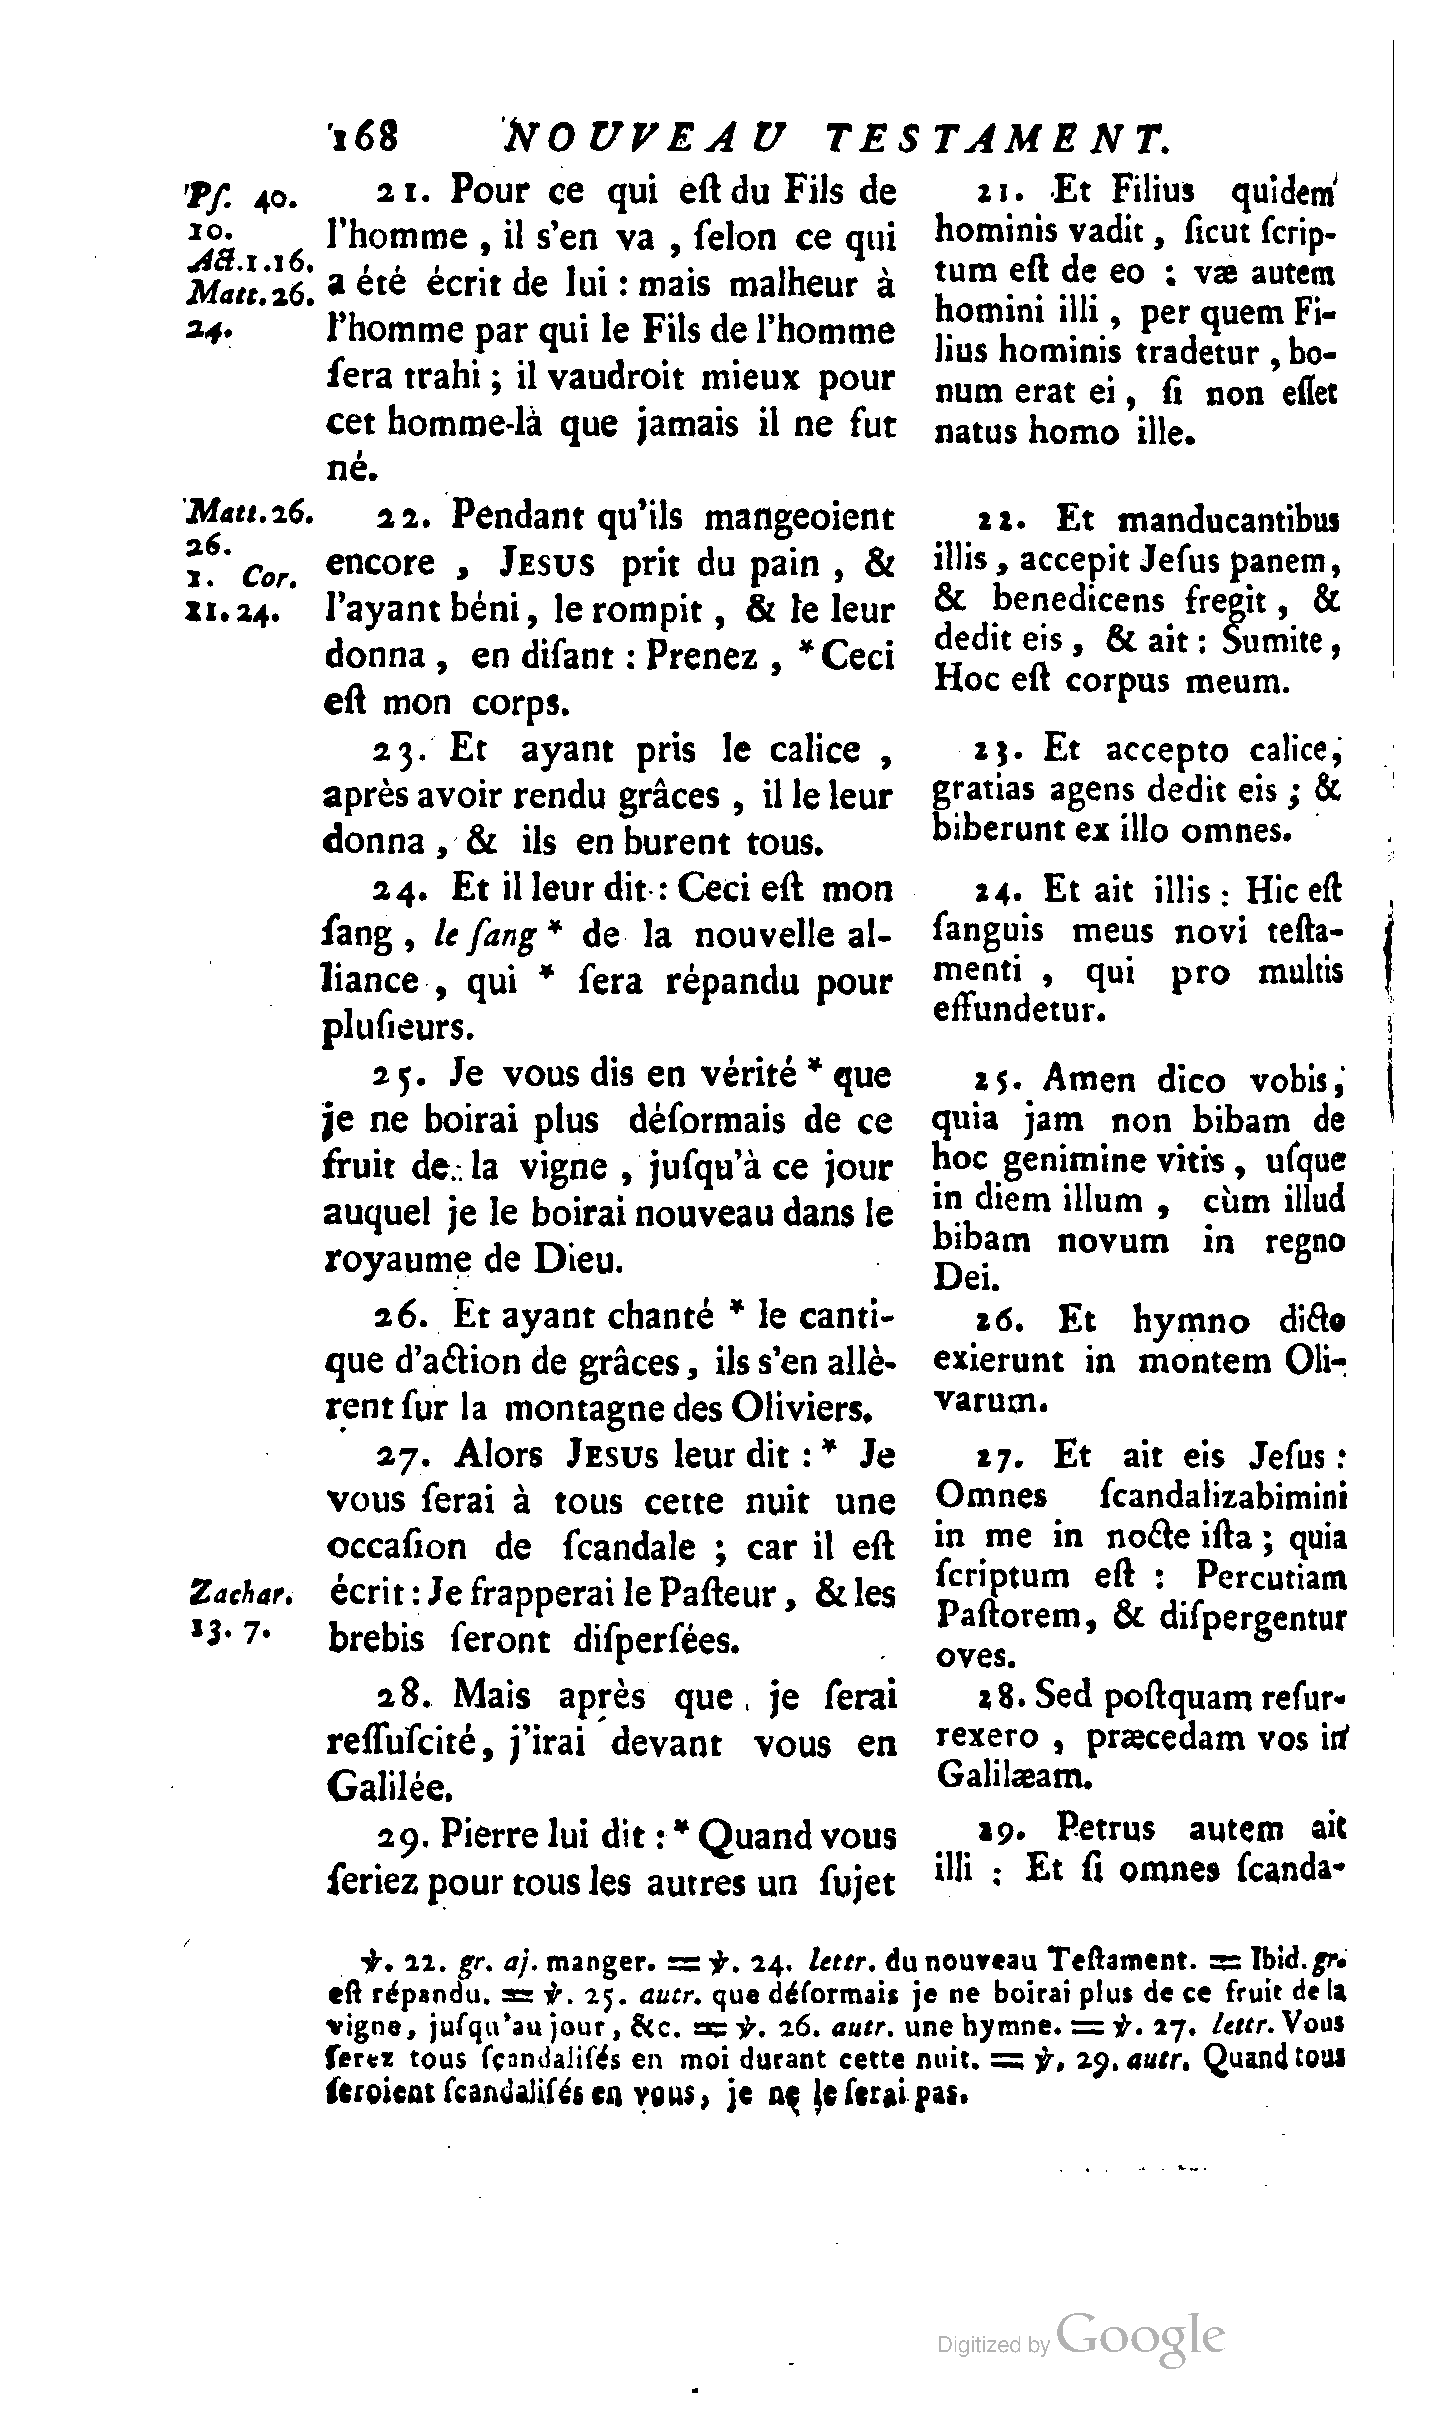 168 NOUVEAU TESTAMENT.
Pſ. 40.
10.
Act.1.16.
Matt.26.
24.
21. Pour ce qui eſt du Fils de
l'homme, il s'en va, ſelon ce qui
a été écrit de lui : mais malheur à
l'homme par qui le Fils de l'homme
ſera trahi ; il vaudroit mieux pour
cet homme-là que jamais il ne fut
né.
Matt.26.
26.
1. Cor.
11.24.
22. Pendant qu'ils mangeoient
encore, JESUS prit du pain, &
l'ayant béni, le rompit, & le leur
donna, en diſant : Prenez, * Ceci
eſt mon corps.
23. Et ayant pris le calice,
après avoir rendu grâces, il le leur
donna, & ils en burent tous.
24. Et il leur dit : Ceci eſt mon
ſang, le ſang * de la nouvelle al-
liance, qui * ſera répandu pour
pluſieurs.
25. Je vous dis en vérité * que
je ne boirai plus déſormais de ce
fruit de la vigne, juſqu'à ce jour
auquel je le boirai nouveau dans le
royaume de Dieu.
26. Et ayant chanté * le canti-
que d'action de grâces, ils s'en allè-
rent ſur la montagne des Oliviers.
27. Alors JESUS leur dit : * Je
vous ſerai à tous cette nuit une
occaſion de ſcandale ; car il eſt
écrit : Je frapperai le Paſteur, & les
brebis ſeront diſperſées.
Zachar.
13. 7.
28. Mais après que je ſerai
reſſuſcité, j'irai devant vous en
Galilée.
29. Pierre lui dit : * Quand vous
ſeriez pour tous les autres un ſujet
21. Et Filius quidem
hominis vadit, ſicut ſcrip-
tum eſt de eo : væ autem
homini illi, per quem Fi-
lius hominis tradetur, bo-
num erat ei, ſi non eſſet
natus homo ille.
22. Et manducantibus
illis, accepit Jeſus panem,
& benedicens fregit, &
dedit eis, & ait : Sumite,
Hoc eſt corpus meum.
23. Et accepto calice,
gratias agens dedit eis ; &
biberunt ex illo omnes.
24. Et ait illis : Hic eſt
ſanguis meus novi teſta-
menti, qui pro multis
effundetur.
25. Amen dico vobis,
quia jam non bibam de
hoc genimine vitis, uſque
in diem illum, cùm illud
bibam novum in regno
Dei.
26. Et hymno dicto
exierunt in montem Oli-
varum.
27. Et ait eis Jeſus :
Omnes ſcandalizabimini
in me in nocte iſta ; quia
ſcriptum eſt : Percutiam
Paſtorem, & diſpergentur
oves.
28. Sed poſtquam reſur-
rexero, præcedam vos in
Galilæam.
29. Petrus autem ait
illi : Et ſi omnes ſcanda-
℣. 22. gr. aj. manger. = ℣. 24. lettr. du nouveau Teſtament. = Ibid. gr.
eſt répandu. = ℣. 25. autr. que déſormais je ne boirai plus de ce fruit de la
vigne, juſqu'au jour, &c. = ℣. 26. autr. une hymne. = ℣. 27. lettr. Vous
ſerez tous ſcandaliſés en moi durant cette nuit. = ℣. 29. autr. Quand tous
ſeroient ſcandaliſés en vous, je ne le ſerai pas.
Digitized by Google